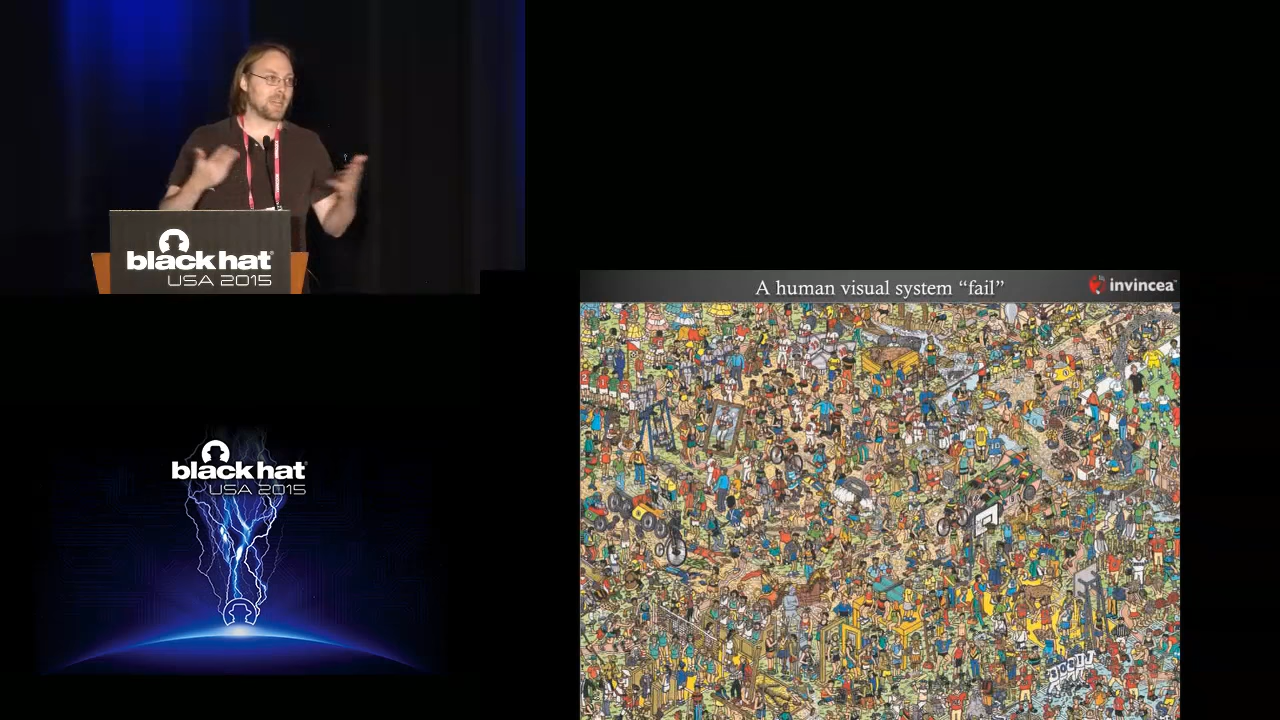 black hat
USA 2015
A human visual system “fail”
invincea
black hat
USA 2015